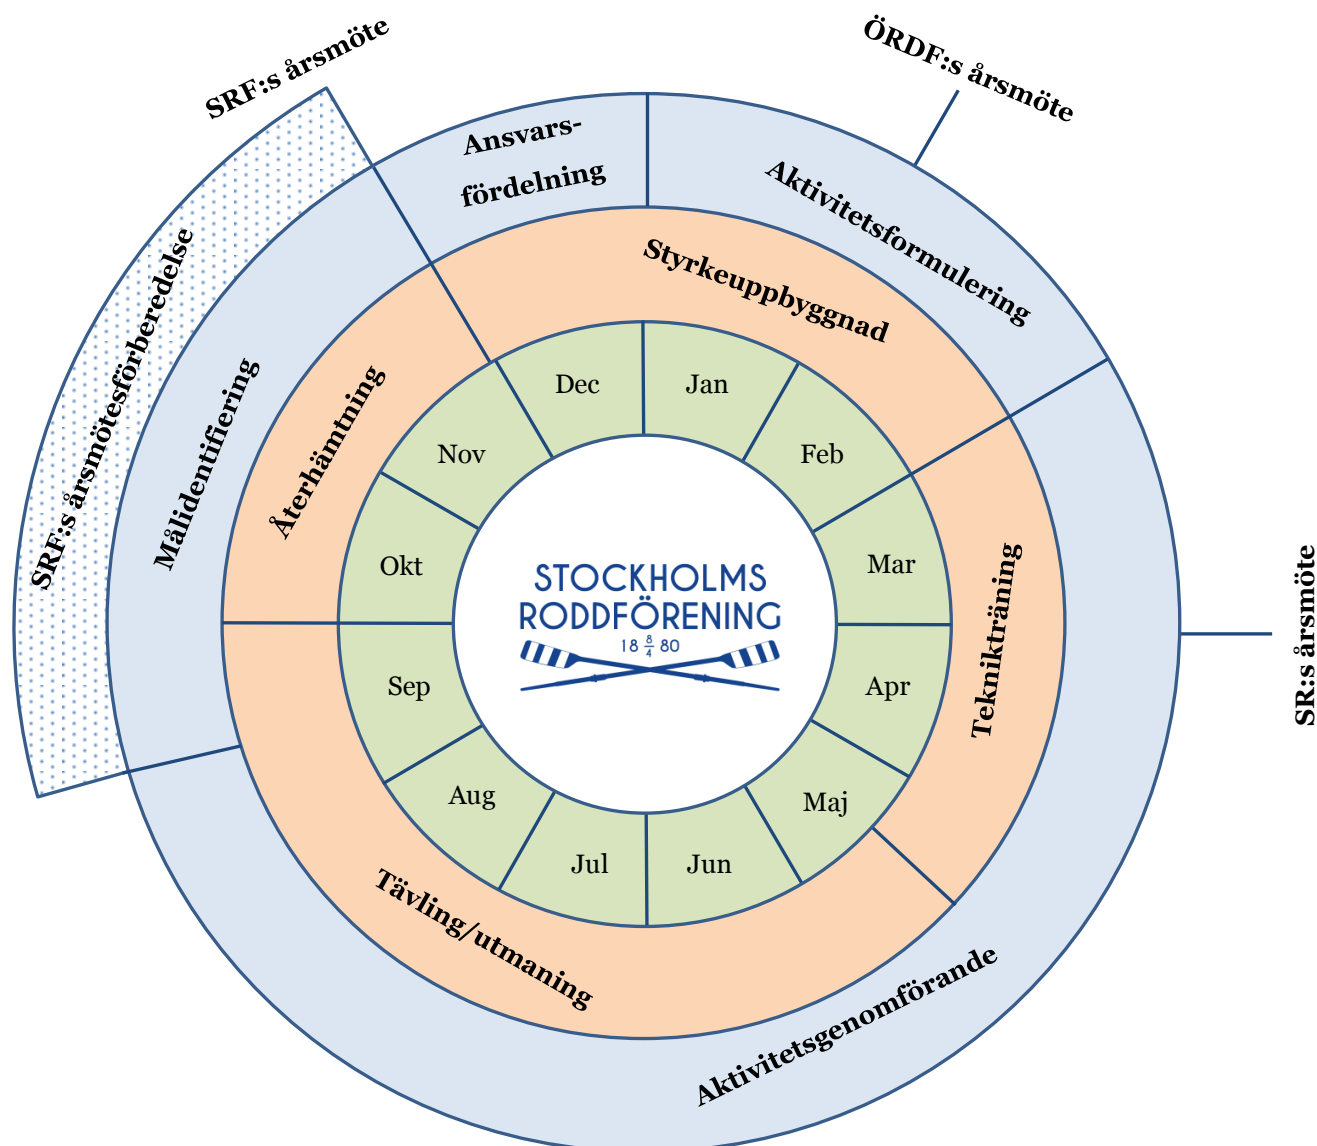 SRF:s årsmöte
ÖRDF:s årsmöte
SR:s årsmöte
SRF:s årsmötesförberedelse
Ansvars-
fördelning
Aktivitetsformulering
Aktivitetsgenomförande
Målidentifiering
Styrkeuppbyggnad
Teknikträning
Tävling/utmaning
Återhämtning
Jan
Feb
Mar
Apr
Maj
Jun
Jul
Aug
Sep
Okt
Nov
Dec
STOCKHOLMS
RODDFÖRENING
18 8/4 80